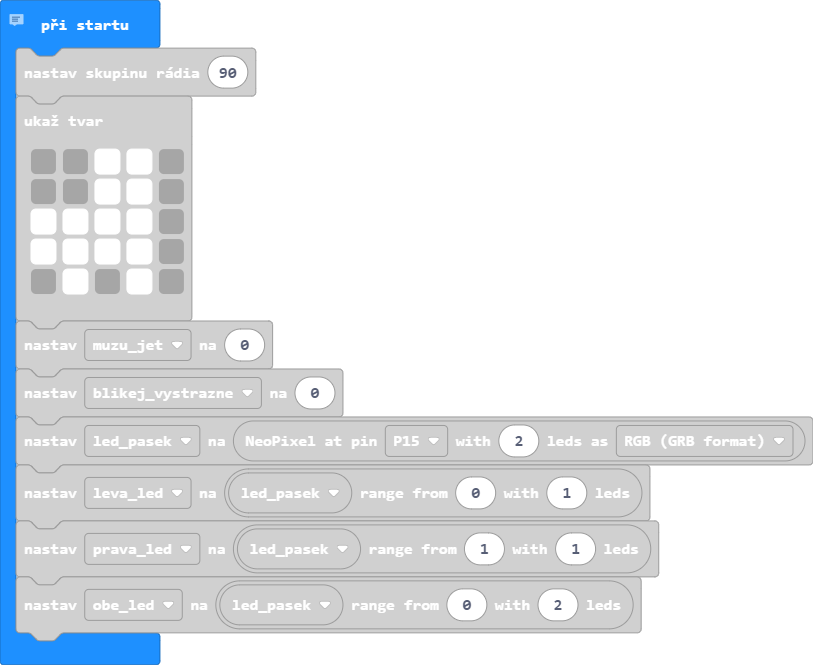 při startu
nastav skupinu rádia 90
ukaž tvar
nastav muzu_jet na 0
nastav blikej_vystrazne na 0
nastav led_pasek na NeoPixel at pin P15 with 2 leds as RGB (GRB format)
nastav leva_led na led_pasek range from 0 with 1 leds
nastav prava_led na led_pasek range from 1 with 1 leds
nastav obe_led na led_pasek range from 0 with 2 leds